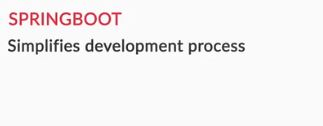 SPRINGBOOT
Simplifies development process